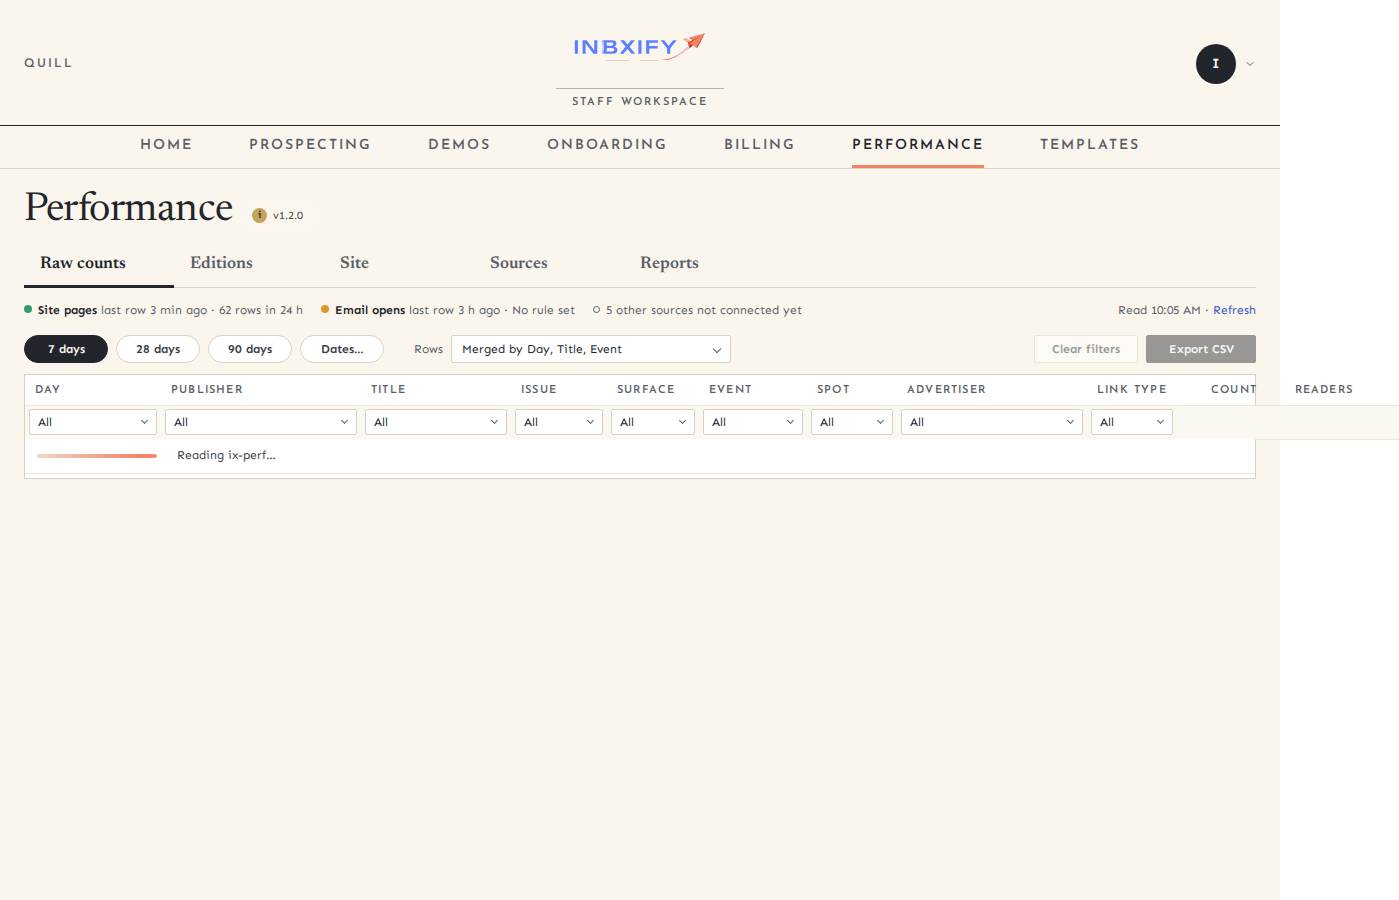 QUILL
INBXIFY
STAFF WORKSPACE
I
HOME PROSPECTING DEMOS ONBOARDING BILLING PERFORMANCE TEMPLATES
Performance i v1.2.0
Raw counts Editions Site Sources Reports
Site pages last row 3 min ago · 62 rows in 24 h Email opens last row 3 h ago · No rule set 5 other sources not connected yet Read 10:05 AM · Refresh
7 days 28 days 90 days Dates... Rows Merged by Day, Title, Event Clear filters Export CSV
DAY PUBLISHER TITLE ISSUE SURFACE EVENT SPOT ADVERTISER LINK TYPE COUNT READERS
All All All All All All All All All
Reading ix-perf...